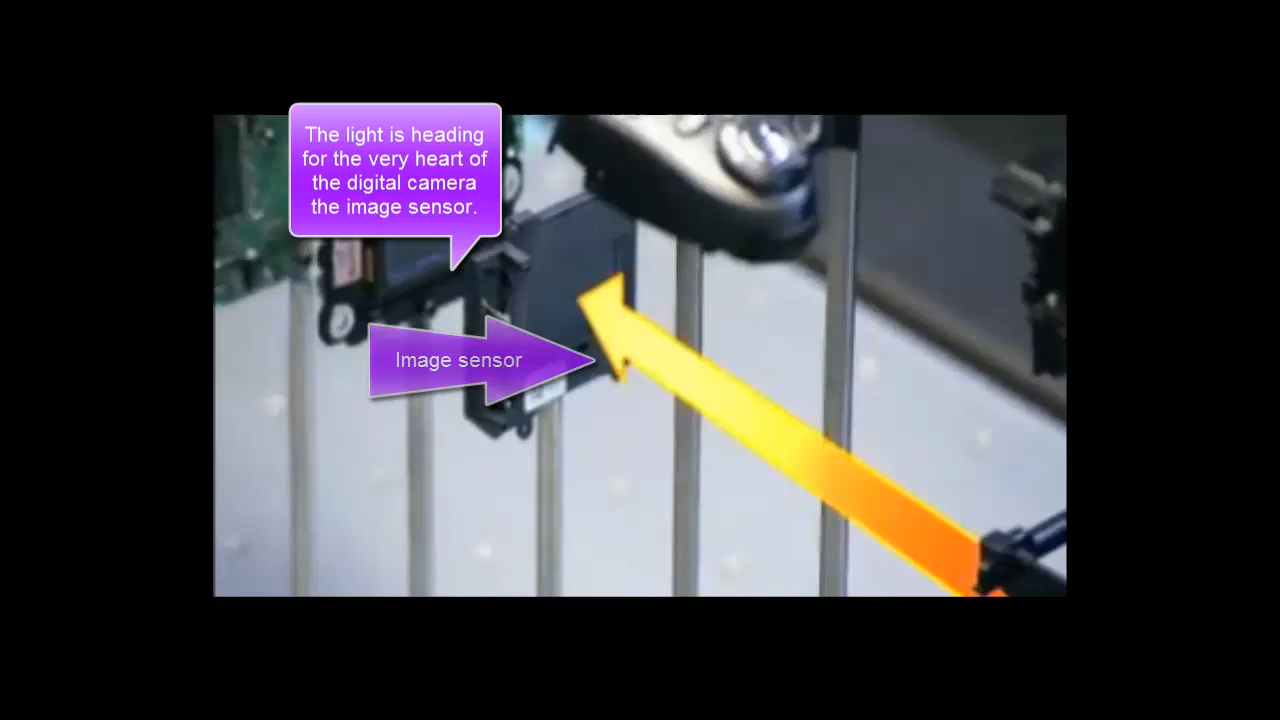 The light is heading
for the very heart of
the digital camera
the image sensor.
Image sensor